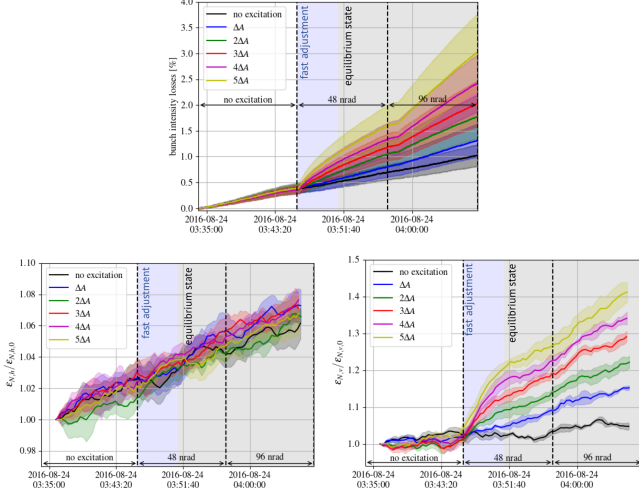 4.0
3.5
3.0
2.5
2.0
1.5
1.0
0.5
0.0
bunch intensity losses [%]
no excitation
ΔA
2ΔA
3ΔA
4ΔA
5ΔA
fast adjustment
equilibrium state
no excitation
48 nrad
96 nrad
2016-08-24 03:35:00
2016-08-24 03:43:20
2016-08-24 03:51:40
2016-08-24 04:00:00
1.10
1.08
1.06
1.04
1.02
1.00
0.98
εN,h/εN,h,0
no excitation
ΔA
2ΔA
3ΔA
4ΔA
5ΔA
fast adjustment
equilibrium state
no excitation
48 nrad
96 nrad
2016-08-24 03:35:00
2016-08-24 03:43:20
2016-08-24 03:51:40
2016-08-24 04:00:00
1.5
1.4
1.3
1.2
1.1
1.0
εN,v/εN,v,0
no excitation
ΔA
2ΔA
3ΔA
4ΔA
5ΔA
fast adjustment
equilibrium state
no excitation
48 nrad
96 nrad
2016-08-24 03:35:00
2016-08-24 03:43:20
2016-08-24 03:51:40
2016-08-24 04:00:00